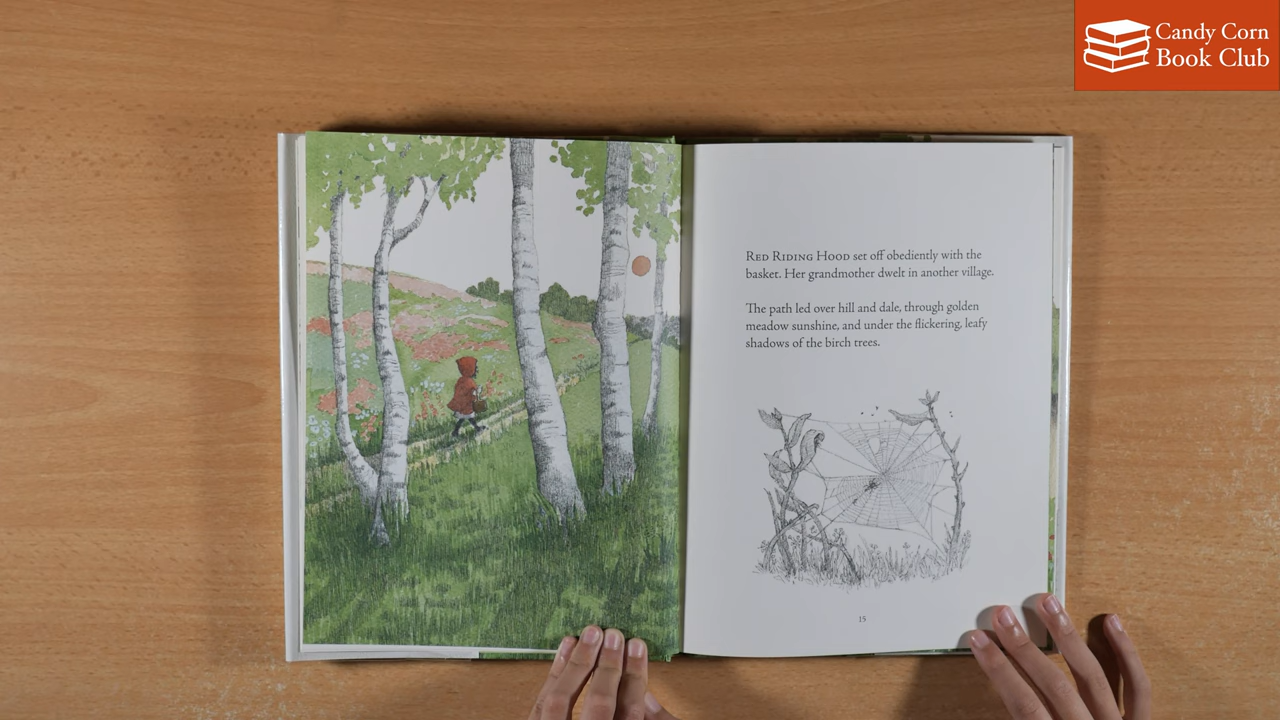 Candy Corn
Book Club
RED RIDING HOOD set off obediently with the
basket. Her grandmother dwelt in another village.
The path led over hill and dale, through golden
meadow sunshine, and under the flickering, leafy
shadows of the birch trees.
15